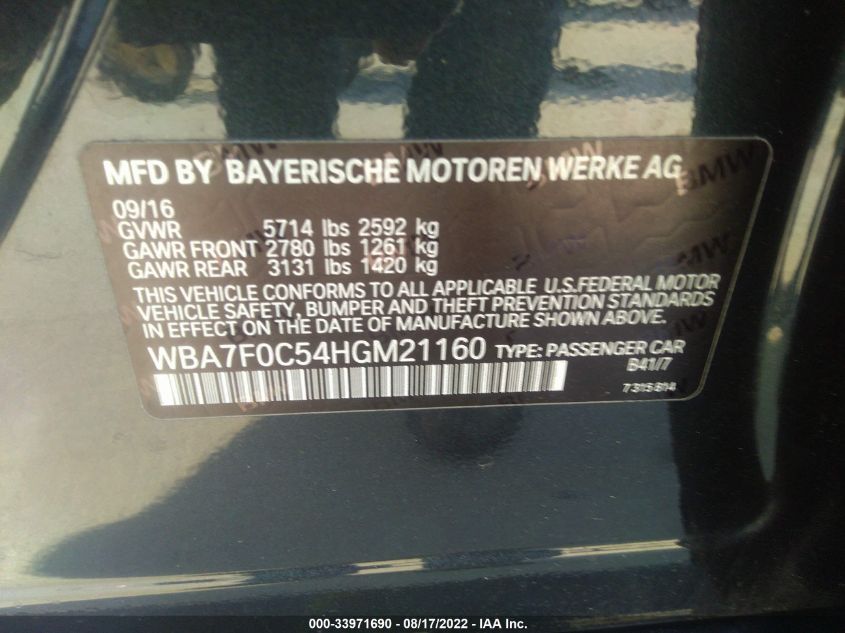 MFD BY BAYERISCHE MOTOREN WERKE AG
09/16
GVWR 5714 lbs 2592 kg
GAWR FRONT 2780 lbs 1261 kg
GAWR REAR 3131 lbs 1420 kg
THIS VEHICLE CONFORMS TO ALL APPLICABLE U.S.FEDERAL MOTOR
VEHICLE SAFETY, BUMPER AND THEFT PREVENTION STANDARDS
IN EFFECT ON THE DATE OF MANUFACTURE SHOWN ABOVE.
WBA7F0C54HGM21160 TYPE: PASSENGER CAR
B41/7
7 315 814
000-33971690 - 08/17/2022 - IAA Inc.